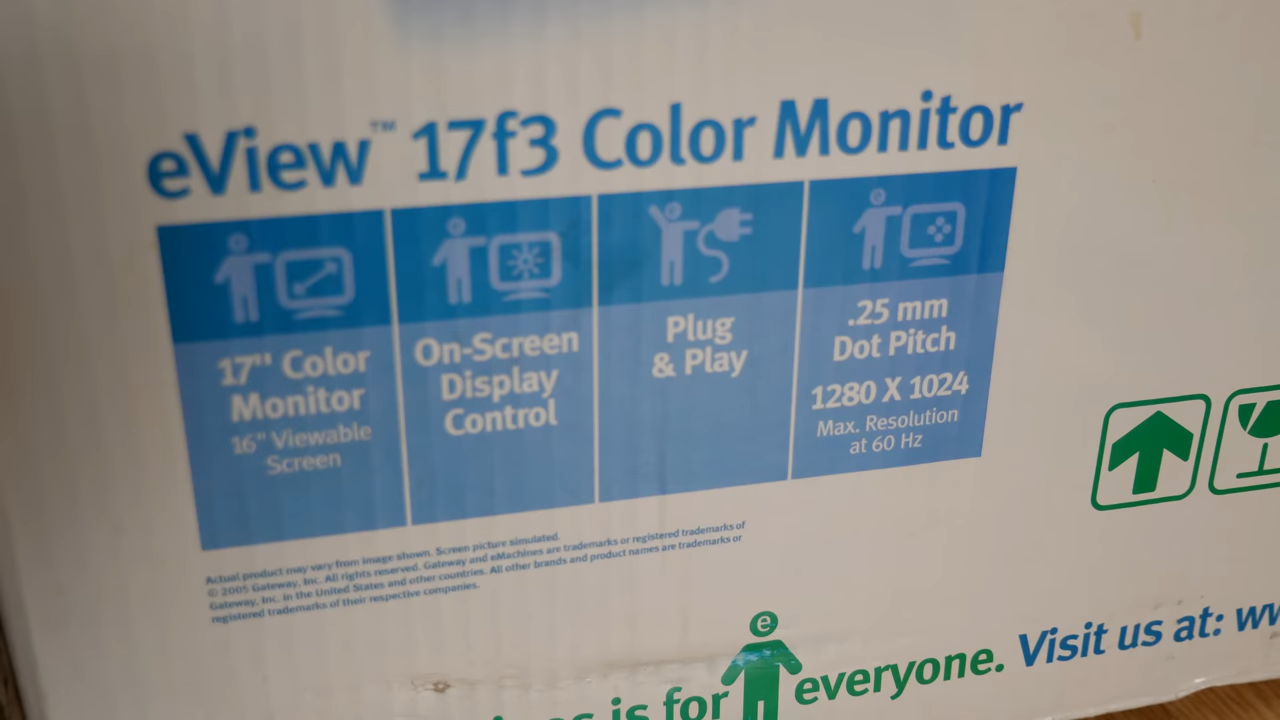 eView™ 17f3 Color Monitor
17" Color
Monitor
16" Viewable
Screen
On-Screen
Display
Control
Plug
& Play
.25 mm
Dot Pitch
1280 X 1024
Max. Resolution
at 60 Hz
Actual product may vary from image shown. Screen picture simulated.
© 2005 Gateway, Inc. All rights reserved. Gateway and eMachines are trademarks or registered trademarks of
Gateway, Inc. in the United States and other countries. All other brands and product names are trademarks or
registered trademarks of their respective companies.
e
is for everyone. Visit us at: